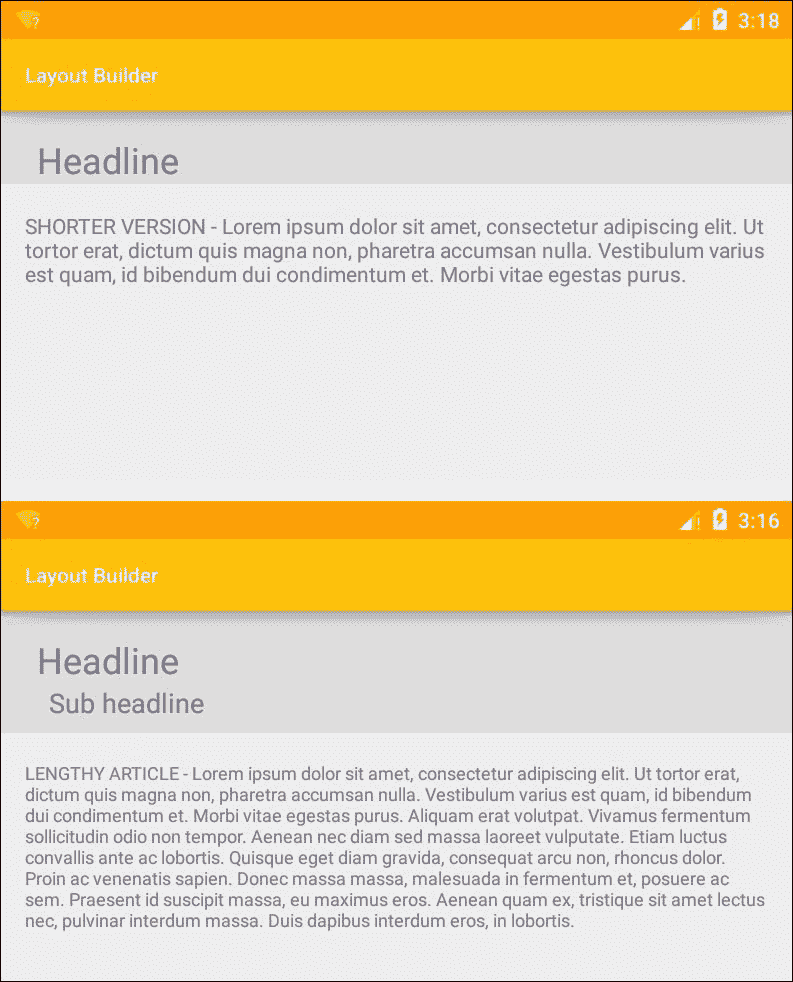 3:18
Layout Builder
Headline
SHORTER VERSION - Lorem ipsum dolor sit amet, consectetur adipiscing elit. Ut
tortor erat, dictum quis magna non, pharetra accumsan nulla. Vestibulum varius
est quam, id bibendum dui condimentum et. Morbi vitae egestas purus.
3:16
Layout Builder
Headline
Sub headline
LENGTHY ARTICLE - Lorem ipsum dolor sit amet, consectetur adipiscing elit. Ut tortor erat,
dictum quis magna non, pharetra accumsan nulla. Vestibulum varius est quam, id bibendum
dui condimentum et. Morbi vitae egestas purus. Aliquam erat volutpat. Vivamus fermentum
sollicitudin odio non tempor. Aenean nec diam sed massa laoreet vulputate. Etiam luctus
convallis ante ac lobortis. Quisque eget diam gravida, consequat arcu non, rhoncus dolor.
Proin ac venenatis sapien. Donec massa massa, malesuada in fermentum et, posuere ac
sem. Praesent id suscipit massa, eu maximus eros. Aenean quam ex, tristique sit amet lectus
nec, pulvinar interdum massa. Duis dapibus interdum eros, in lobortis.